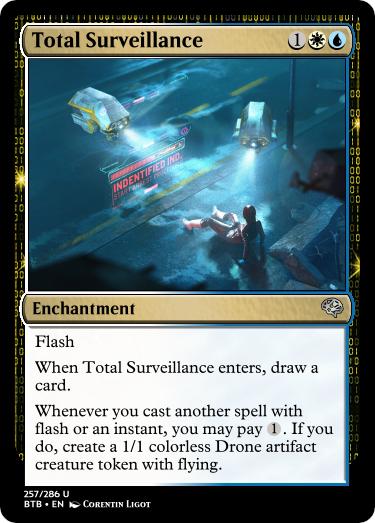 Total Surveillance 1
INDENTIFIED IND.
Enchantment
Flash
When Total Surveillance enters, draw a
card.
Whenever you cast another spell with
flash or an instant, you may pay 1. If you
do, create a 1/1 colorless Drone artifact
creature token with flying.
257/286 U
BTB • EN Corentin Ligot